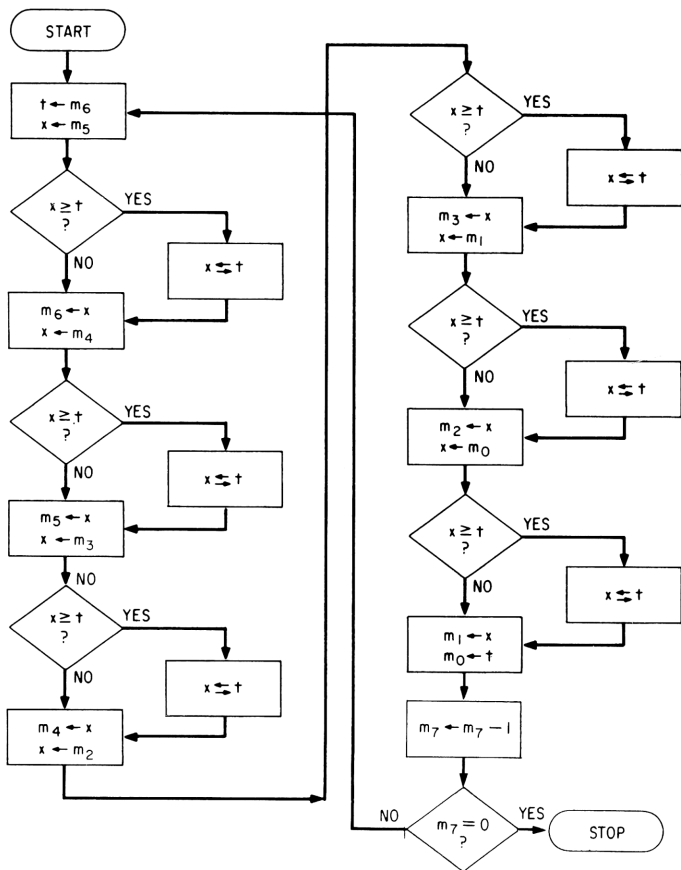 START
t ← m₆
x ← m₅
x ≥ t
?
YES
NO
x ⇆ t
m₆ ← x
x ← m₄
x ≥ t
?
YES
NO
x ⇆ t
m₅ ← x
x ← m₃
NO
x ≥ t
?
YES
NO
x ⇆ t
m₄ ← x
x ← m₂
x ≥ t
?
YES
NO
x ⇆ t
m₃ ← x
x ← m₁
x ≥ t
?
YES
NO
x ⇆ t
m₂ ← x
x ← m₀
x ≥ t
?
YES
NO
x ⇆ t
m₁ ← x
m₀ ← t
m₇ ← m₇ − 1
m₇ = 0
?
NO
YES
STOP